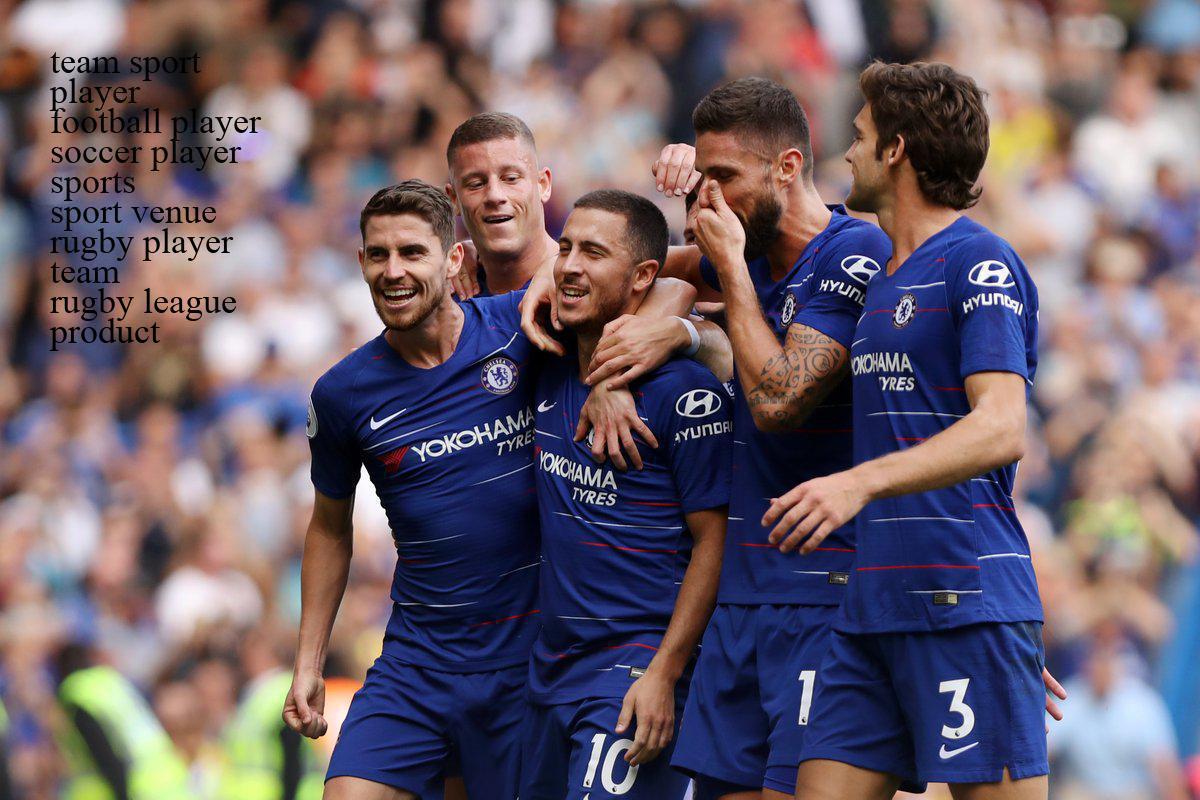 team sport
player
football player
soccer player
sports
sport venue
rugby player
team
rugby league
product
CHELSEA
YOKOHAMA
TYRES
YOKOHAMA
TYRES
HYUNDAI
10
HYUNDAI
1
YOKOHAMA
TYRES
HYUNDAI
3